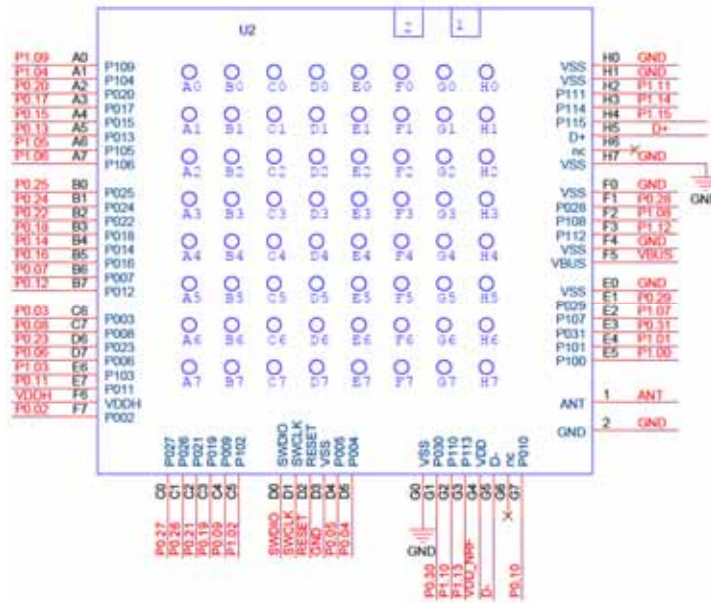 U2
2 1
P1.09 A0 P109
P1.04 A1 P104
P0.20 A2 P020
P0.17 A3 P017
P0.15 A4 P015
P0.13 A5 P013
P1.05 A6 P105
P1.06 A7 P106
P0.25 B0 P025
P0.24 B1 P024
P0.22 B2 P022
P0.18 B3 P018
P0.14 B4 P014
P0.16 B5 P016
P0.07 B6 P007
P0.12 B7 P012
P0.03 C6 P003
P0.08 C7 P008
P0.23 D6 P023
P0.06 D7 P006
P1.03 E6 P103
P0.11 E7 P011
VDDH F6 VDDH
P0.02 F7 P002
A0 B0 C0 D0 E0 F0 G0 H0
A1 B1 C1 D1 E1 F1 G1 H1
A2 B2 C2 D2 E2 F2 G2 H2
A3 B3 C3 D3 E3 F3 G3 H3
A4 B4 C4 D4 E4 F4 G4 H4
A5 B5 C5 D5 E5 F5 G5 H5
A6 B6 C6 D6 E6 F6 G6 H6
A7 B7 C7 D7 E7 F7 G7 H7
VSS H0 GND
VSS H1 GND
P111 H2 P1.11
P114 H3 P1.14
P115 H4 P1.15
D+ H5 D+
nc H6
VSS H7 GND
GND
VSS F0 GND
P028 F1 P0.28
P108 F2 P1.08
P112 F3 P1.12
VSS F4 GND
VBUS F5 VBUS
VSS E0 GND
P029 E1 P0.29
P107 E2 P1.07
P031 E3 P0.31
P101 E4 P1.01
P100 E5 P1.00
ANT 1 ANT
GND 2 GND
P027 C0 P0.27
P026 C1 P0.26
P021 C2 P0.21
P019 C3 P0.19
P009 C4 P0.09
P102 C5 P1.02
SWDIO D0 SWDIO
SWCLK D1 SWCLK
RESET D2 RESET
VSS D3 GND
P005 D4 P0.05
P004 D5 P0.04
VSS G0 GND
P030 G1 P0.30
P110 G2 P1.10
P113 G3 P1.13
VDD G4 VDD_NRF
D- G5 D-
nc G6
P010 G7 P0.10